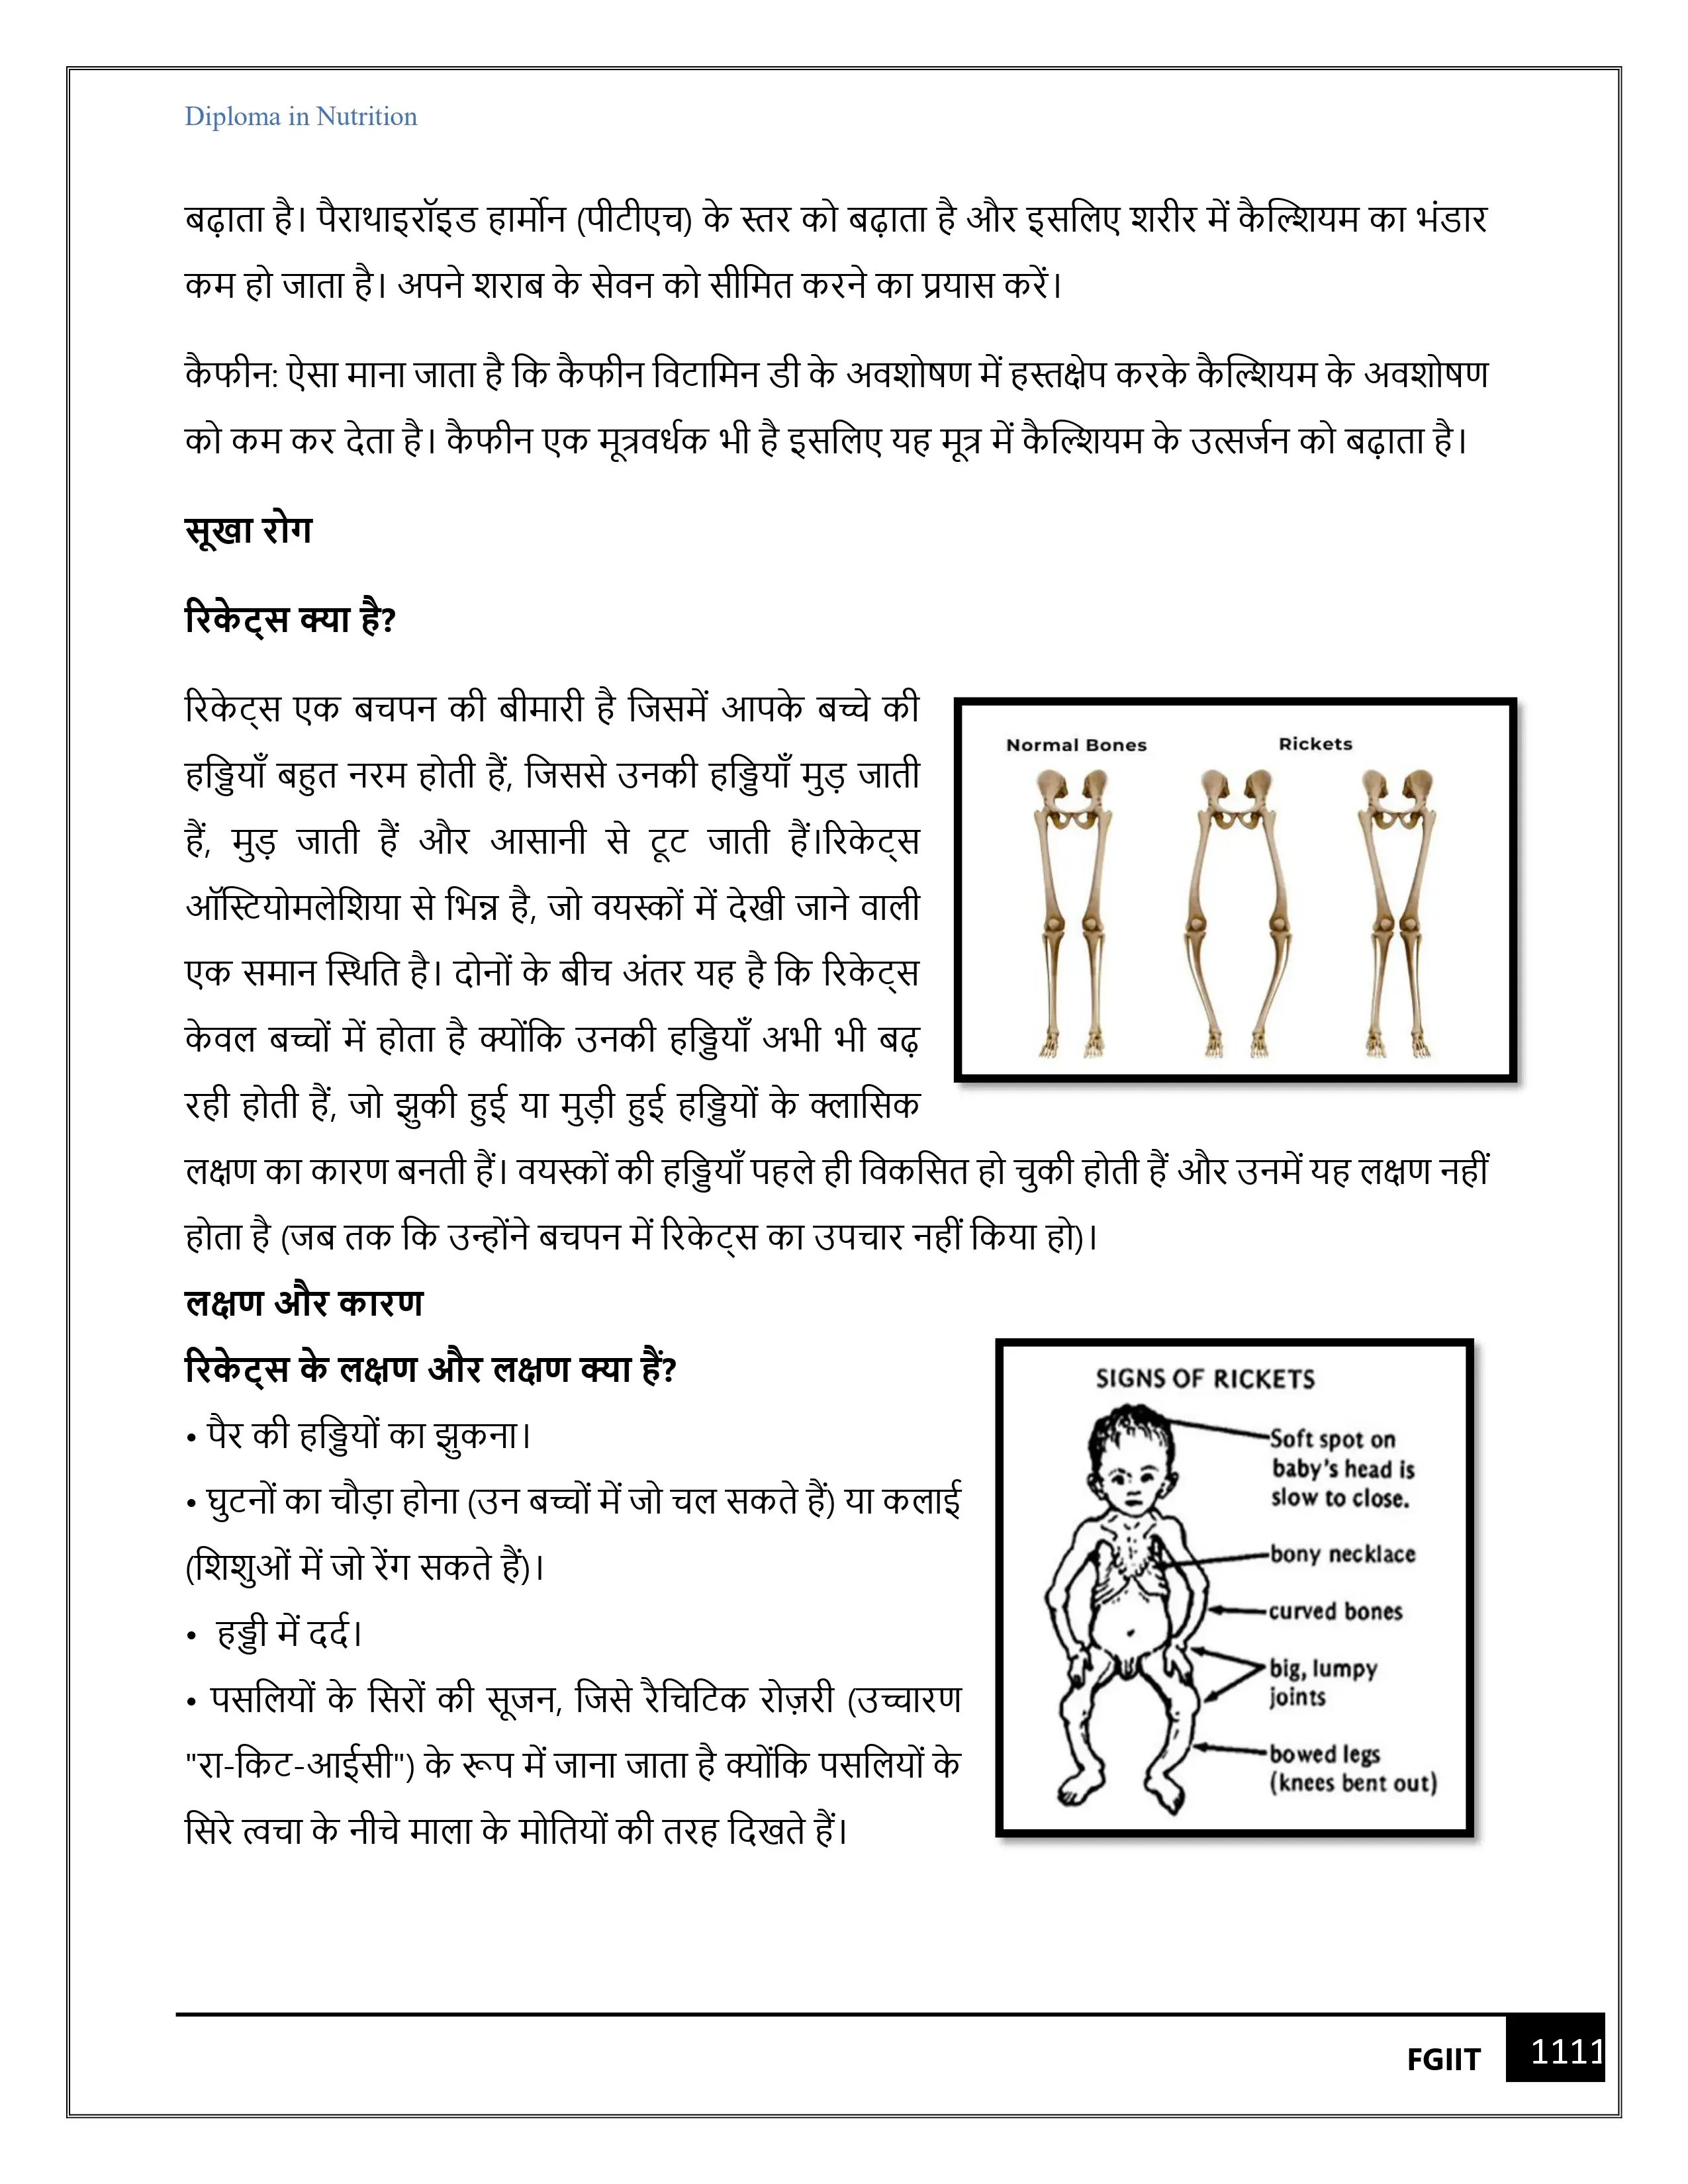 Diploma in Nutrition
बढ़ाता है। पैराथाइरॉइड हार्मोन (पीटीएच) के स्तर को बढ़ाता है और इसलिए शरीर में कैल्शियम का भंडार
कम हो जाता है। अपने शराब के सेवन को सीमित करने का प्रयास करें।
कैफीन: ऐसा माना जाता है कि कैफीन विटामिन डी के अवशोषण में हस्तक्षेप करके कैल्शियम के अवशोषण
को कम कर देता है। कैफीन एक मूत्रवर्धक भी है इसलिए यह मूत्र में कैल्शियम के उत्सर्जन को बढ़ाता है।
सूखा रोग
रिकेट्स क्या है?
रिकेट्स एक बचपन की बीमारी है जिसमें आपके बच्चे की
हड्डियाँ बहुत नरम होती हैं, जिससे उनकी हड्डियाँ मुड़ जाती
हैं, मुड़ जाती हैं और आसानी से टूट जाती हैं।रिकेट्स
ऑस्टियोमलेशिया से भिन्न है, जो वयस्कों में देखी जाने वाली
एक समान स्थिति है। दोनों के बीच अंतर यह है कि रिकेट्स
केवल बच्चों में होता है क्योंकि उनकी हड्डियाँ अभी भी बढ़
रही होती हैं, जो झुकी हुई या मुड़ी हुई हड्डियों के क्लासिक
लक्षण का कारण बनती हैं। वयस्कों की हड्डियाँ पहले ही विकसित हो चुकी होती हैं और उनमें यह लक्षण नहीं
होता है (जब तक कि उन्होंने बचपन में रिकेट्स का उपचार नहीं किया हो)।
Normal Bones
Rickets
लक्षण और कारण
रिकेट्स के लक्षण और लक्षण क्या हैं?
• पैर की हड्डियों का झुकना।
• घुटनों का चौड़ा होना (उन बच्चों में जो चल सकते हैं) या कलाई
(शिशुओं में जो रेंग सकते हैं)।
• हड्डी में दर्द।
• पसलियों के सिरों की सूजन, जिसे रैचिटिक रोज़री (उच्चारण
"रा-किट-आईसी") के रूप में जाना जाता है क्योंकि पसलियों के
सिरे त्वचा के नीचे माला के मोतियों की तरह दिखते हैं।
SIGNS OF RICKETS
Soft spot on
baby's head is
slow to close.
bony necklace
curved bones
big, lumpy
joints
bowed legs
(knees bent out)
FGIIT
1111